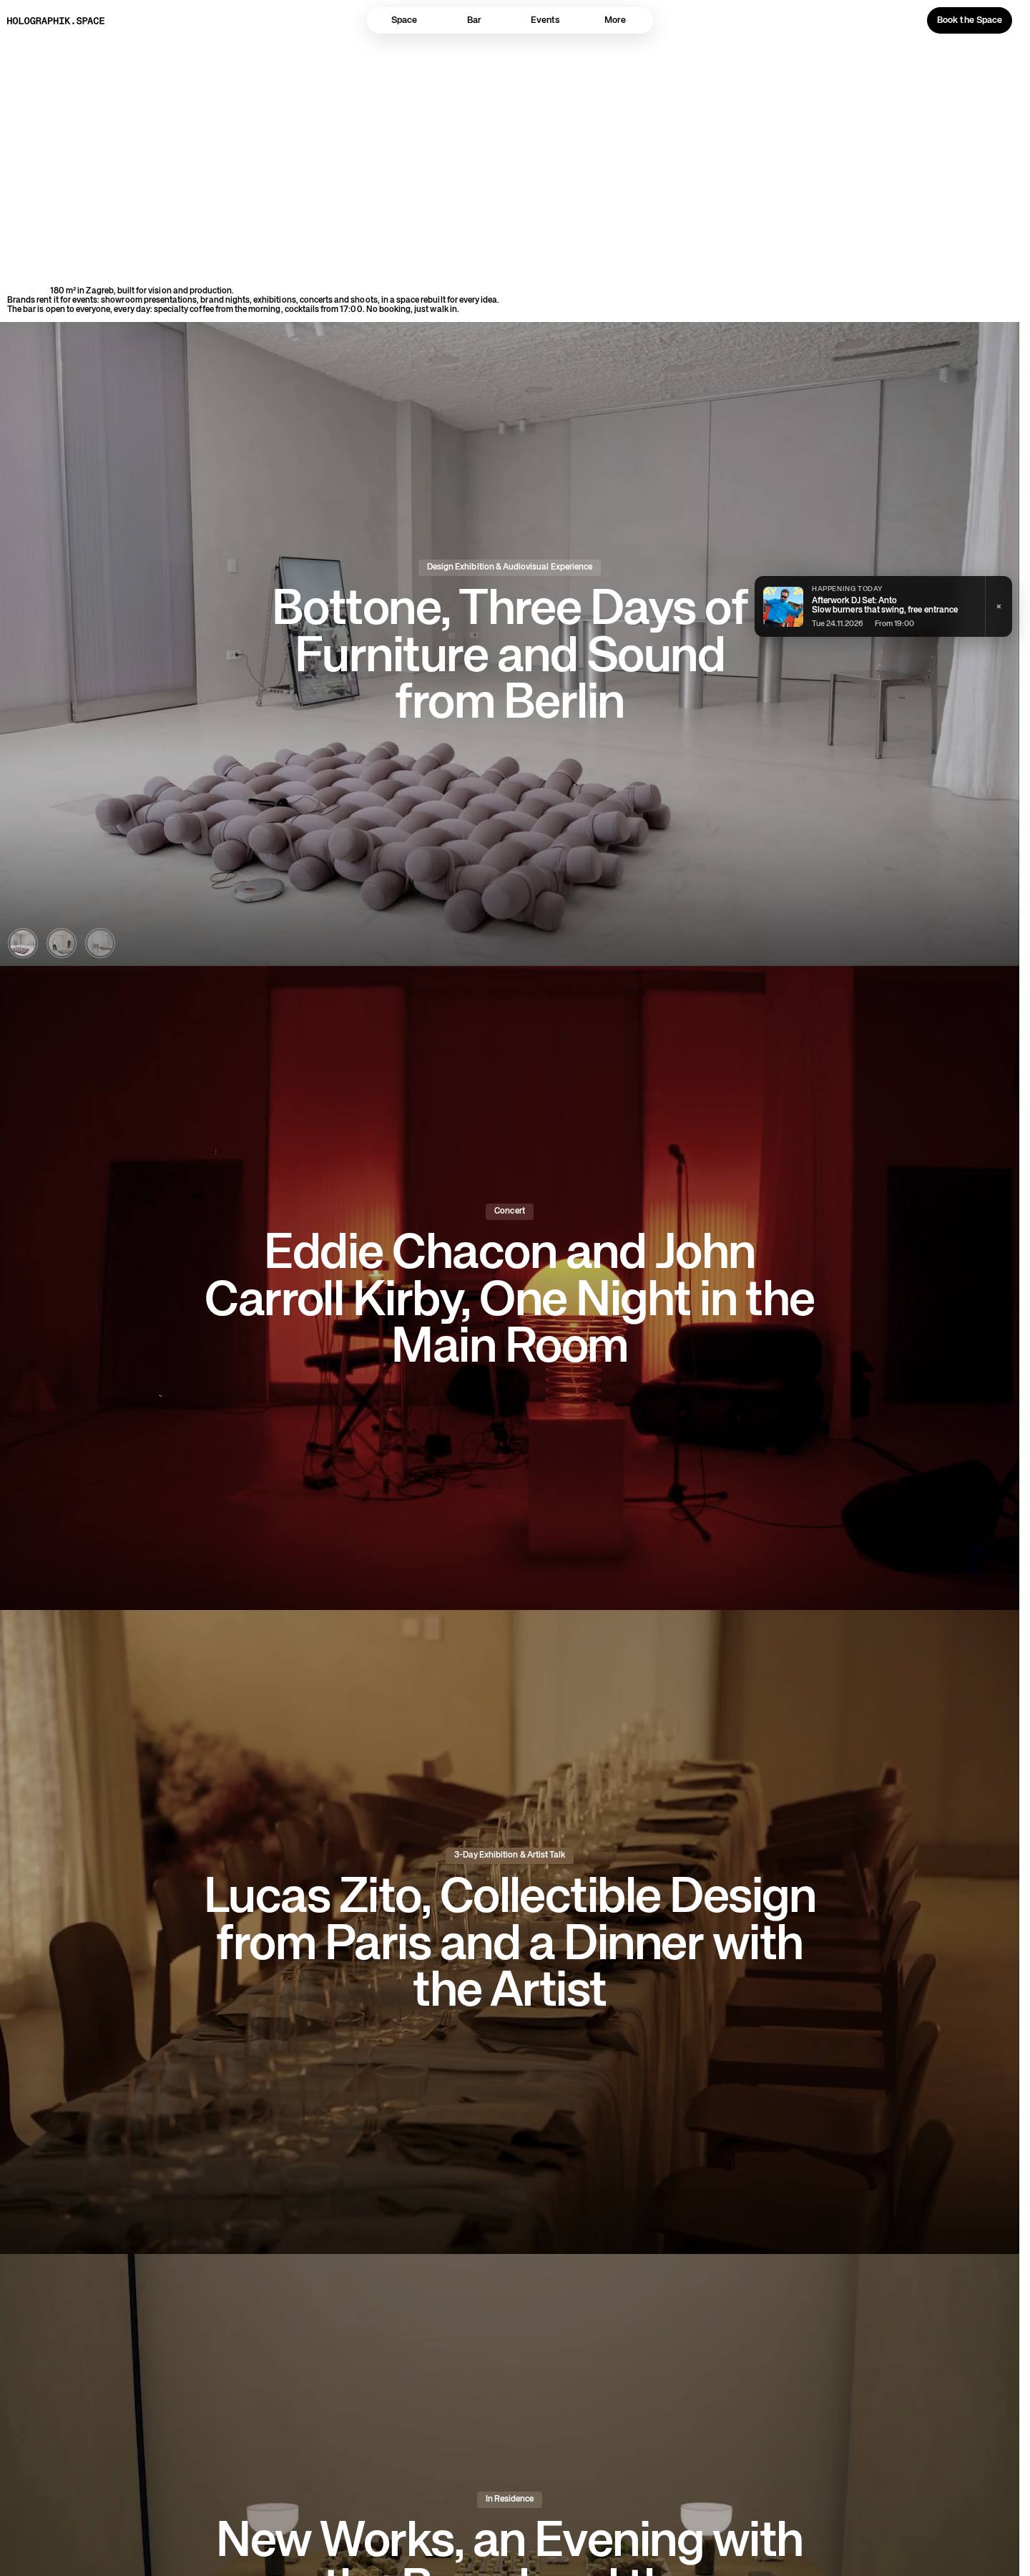 HOLOGRAPHIK.SPACE
Space
Bar
Events
More
Book the Space
180 m² in Zagreb, built for vision and production.
Brands rent it for events: showroom presentations, brand nights, exhibitions, concerts and shoots, in a space rebuilt for every idea.
The bar is open to everyone, every day: specialty coffee from the morning, cocktails from 17:00. No booking, just walk in.
Design Exhibition & Audiovisual Experience
Bottone, Three Days of
Furniture and Sound
from Berlin
HAPPENING TODAY
Afterwork DJ Set: Anto
Slow burners that swing, free entrance
Tue 24.11.2026 From 19:00
×
Concert
Eddie Chacon and John
Carroll Kirby, One Night in the
Main Room
3-Day Exhibition & Artist Talk
Lucas Zito, Collectible Design
from Paris and a Dinner with
the Artist
In Residence
New Works, an Evening with